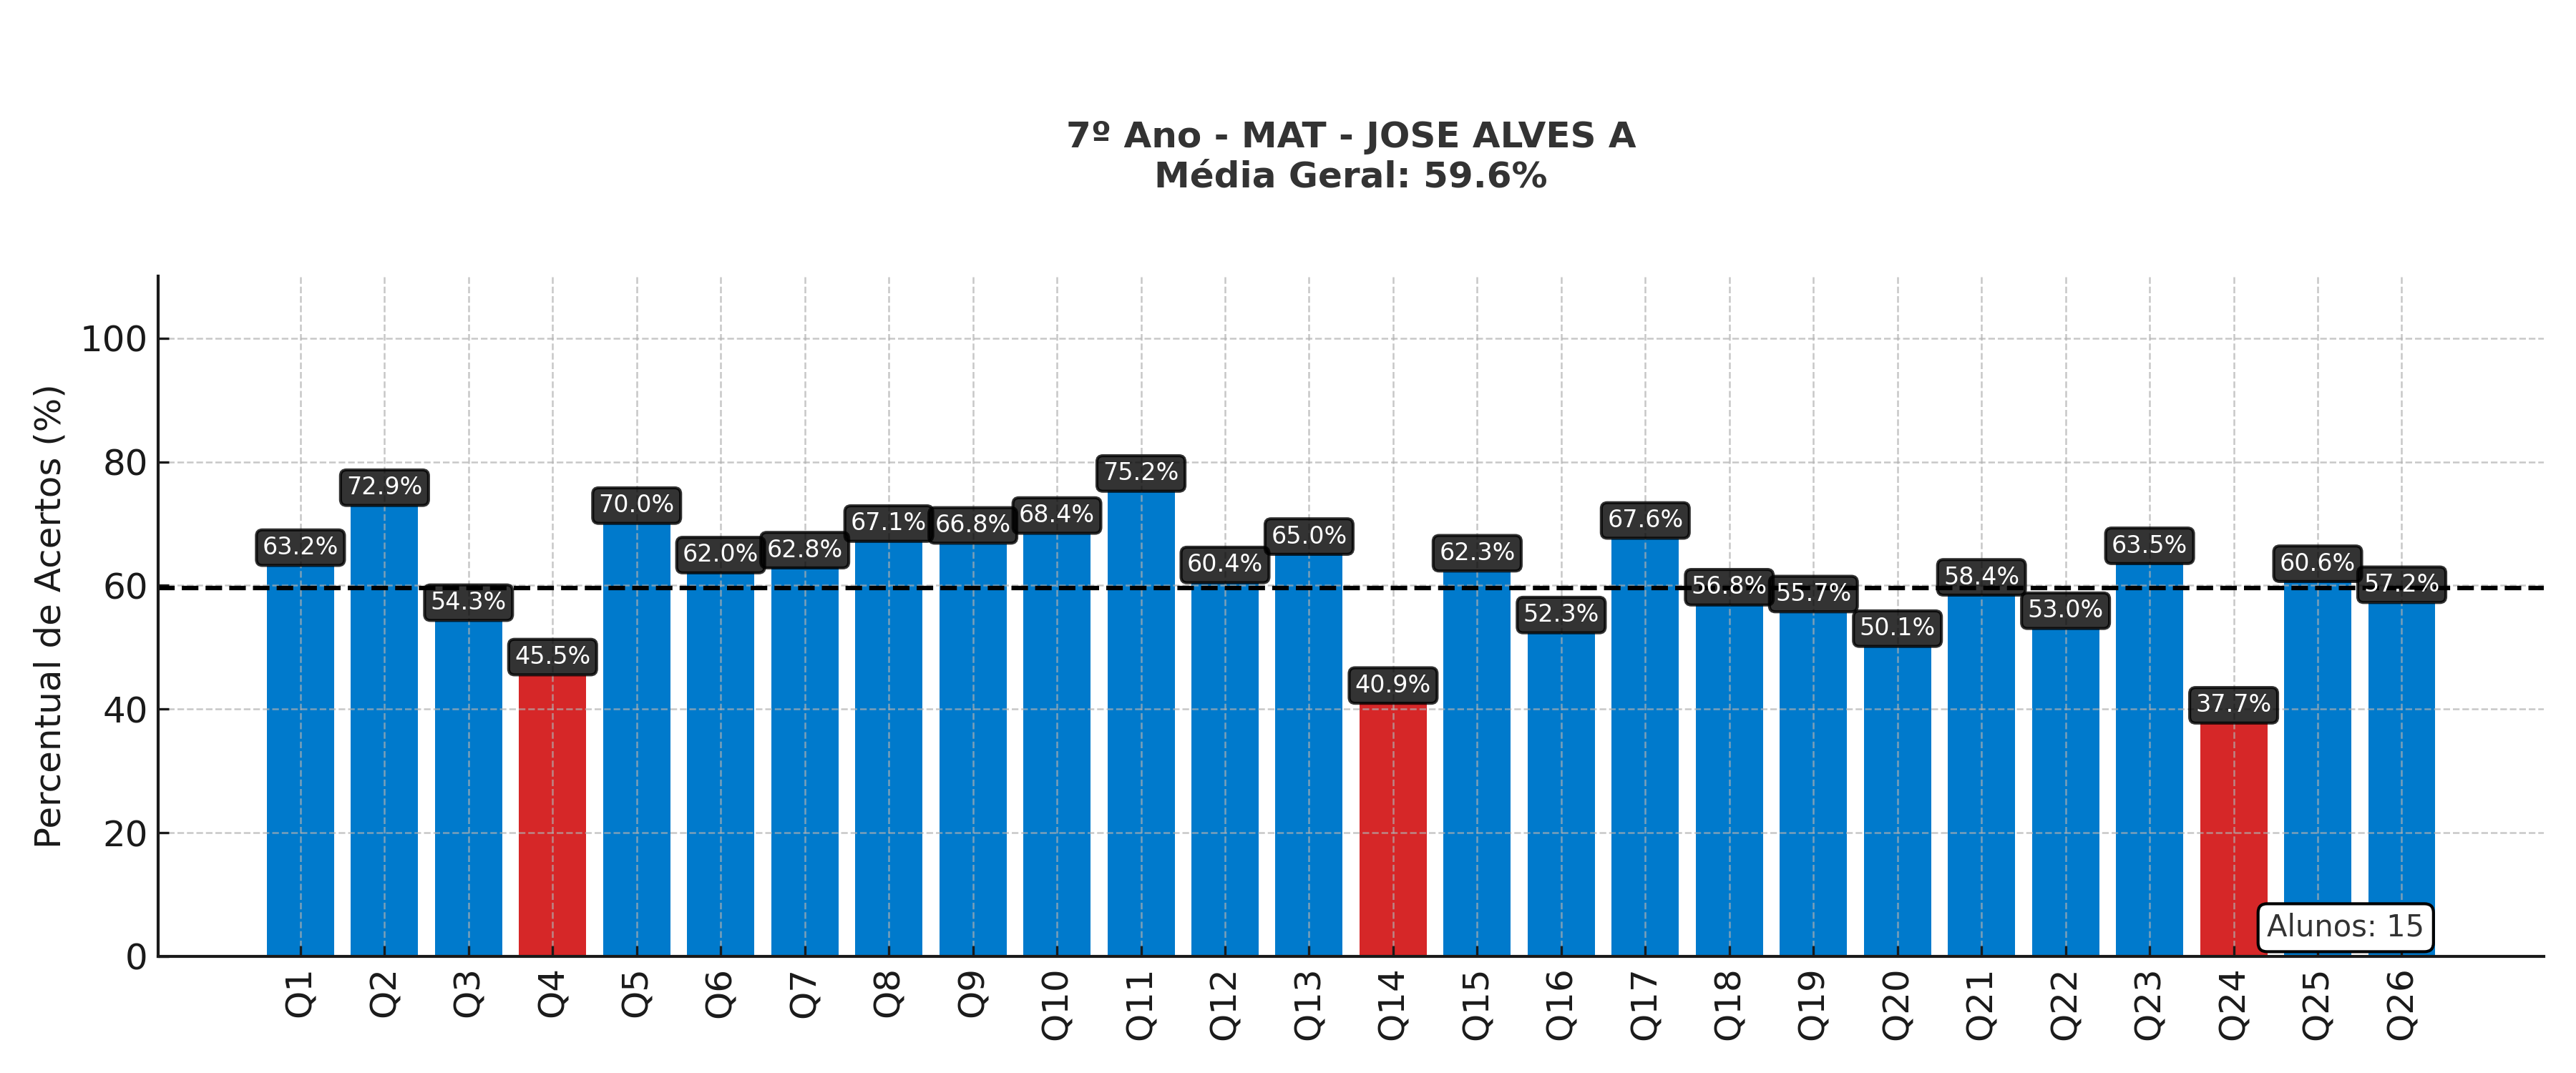 7º Ano - MAT - JOSE ALVES A
Média Geral: 59.6%
Percentual de Acertos (%)
100
80
60
40
20
0
63.2%
72.9%
54.3%
45.5%
70.0%
62.0%
62.8%
67.1%
66.8%
68.4%
75.2%
60.4%
65.0%
40.9%
62.3%
52.3%
67.6%
56.8%
55.7%
50.1%
58.4%
53.0%
63.5%
37.7%
60.6%
57.2%
Alunos: 15
Q1
Q2
Q3
Q4
Q5
Q6
Q7
Q8
Q9
Q10
Q11
Q12
Q13
Q14
Q15
Q16
Q17
Q18
Q19
Q20
Q21
Q22
Q23
Q24
Q25
Q26